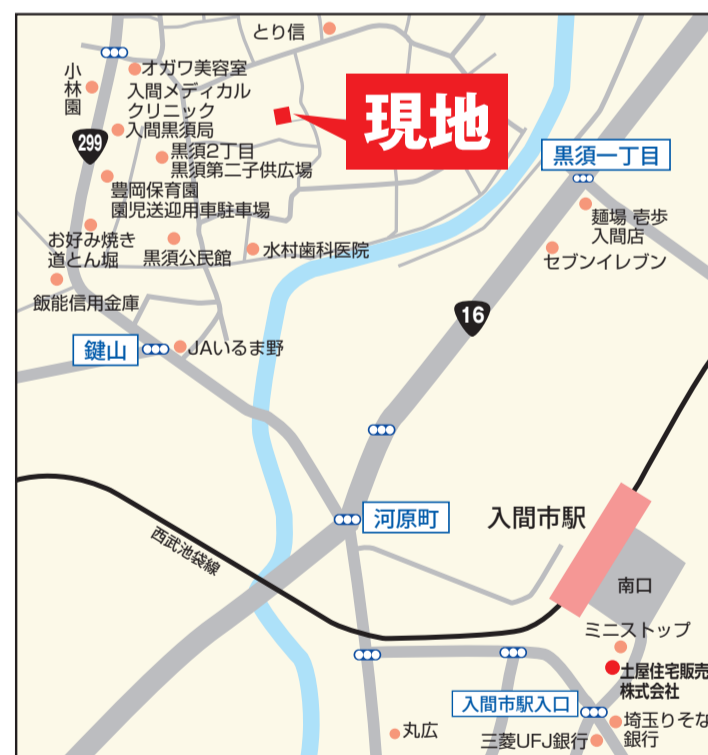 とり信
オガワ美容室
小林園
入間メディカル
クリニック
299
入間黒須局
現地
黒須2丁目
黒須第二子供広場
黒須一丁目
豊岡保育園
園児送迎用車駐車場
麺場 壱歩
入間店
お好み焼き
道とん堀
黒須公民館
水村歯科医院
セブンイレブン
飯能信用金庫
16
鍵山
JAいるま野
河原町
入間市駅
西武池袋線
南口
ミニストップ
土屋住宅販売
株式会社
入間市駅入口
埼玉りそな
銀行
丸広
三菱UFJ銀行